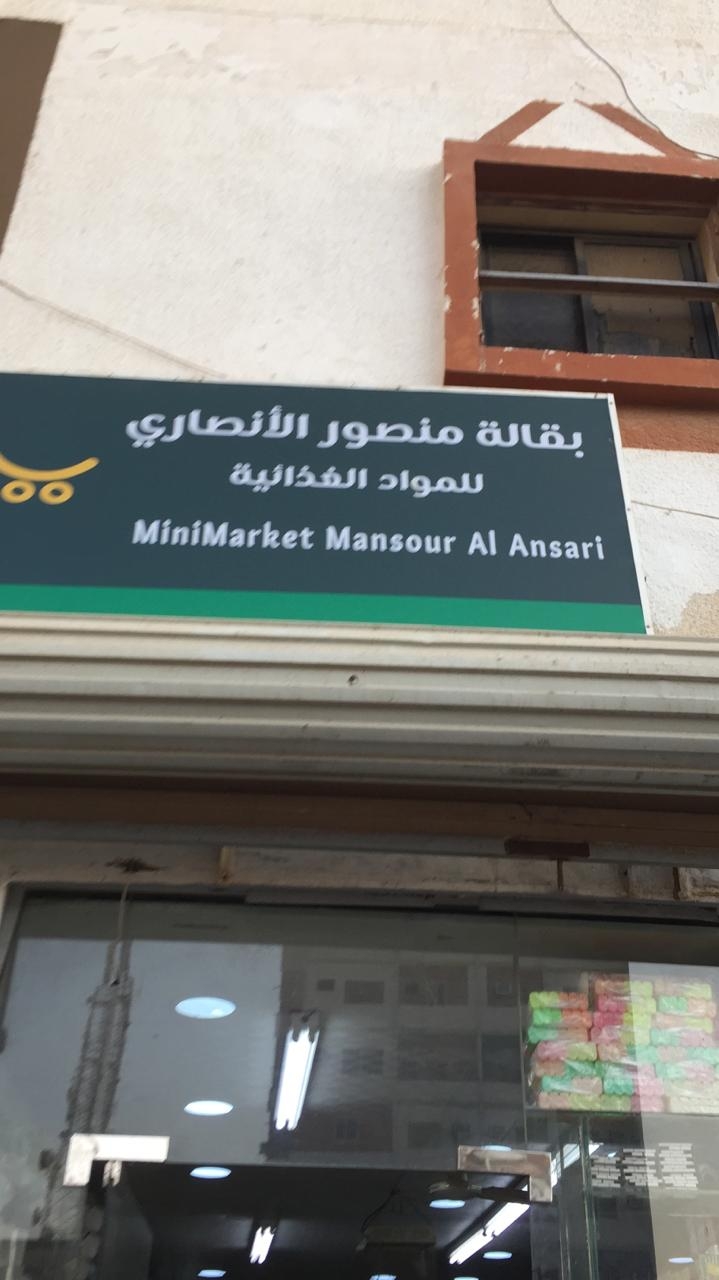 بقالة منصور الأنصاري
للمواد الغذائية
MiniMarket Mansour Al Ansari